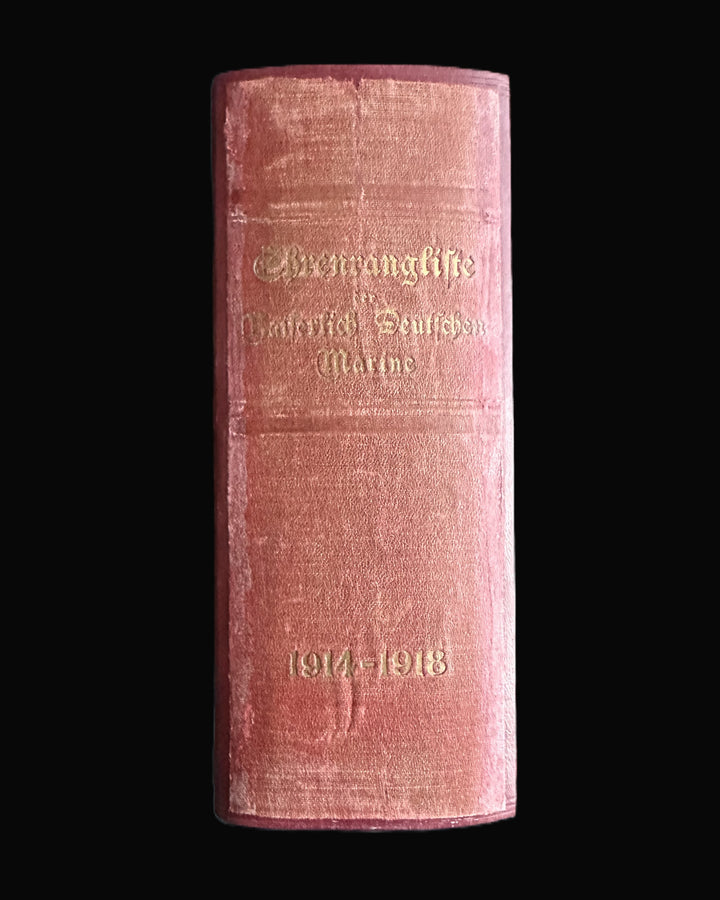 Ehrenrangliste
der
Kaiserlich Deutschen
Marine
1914-1918